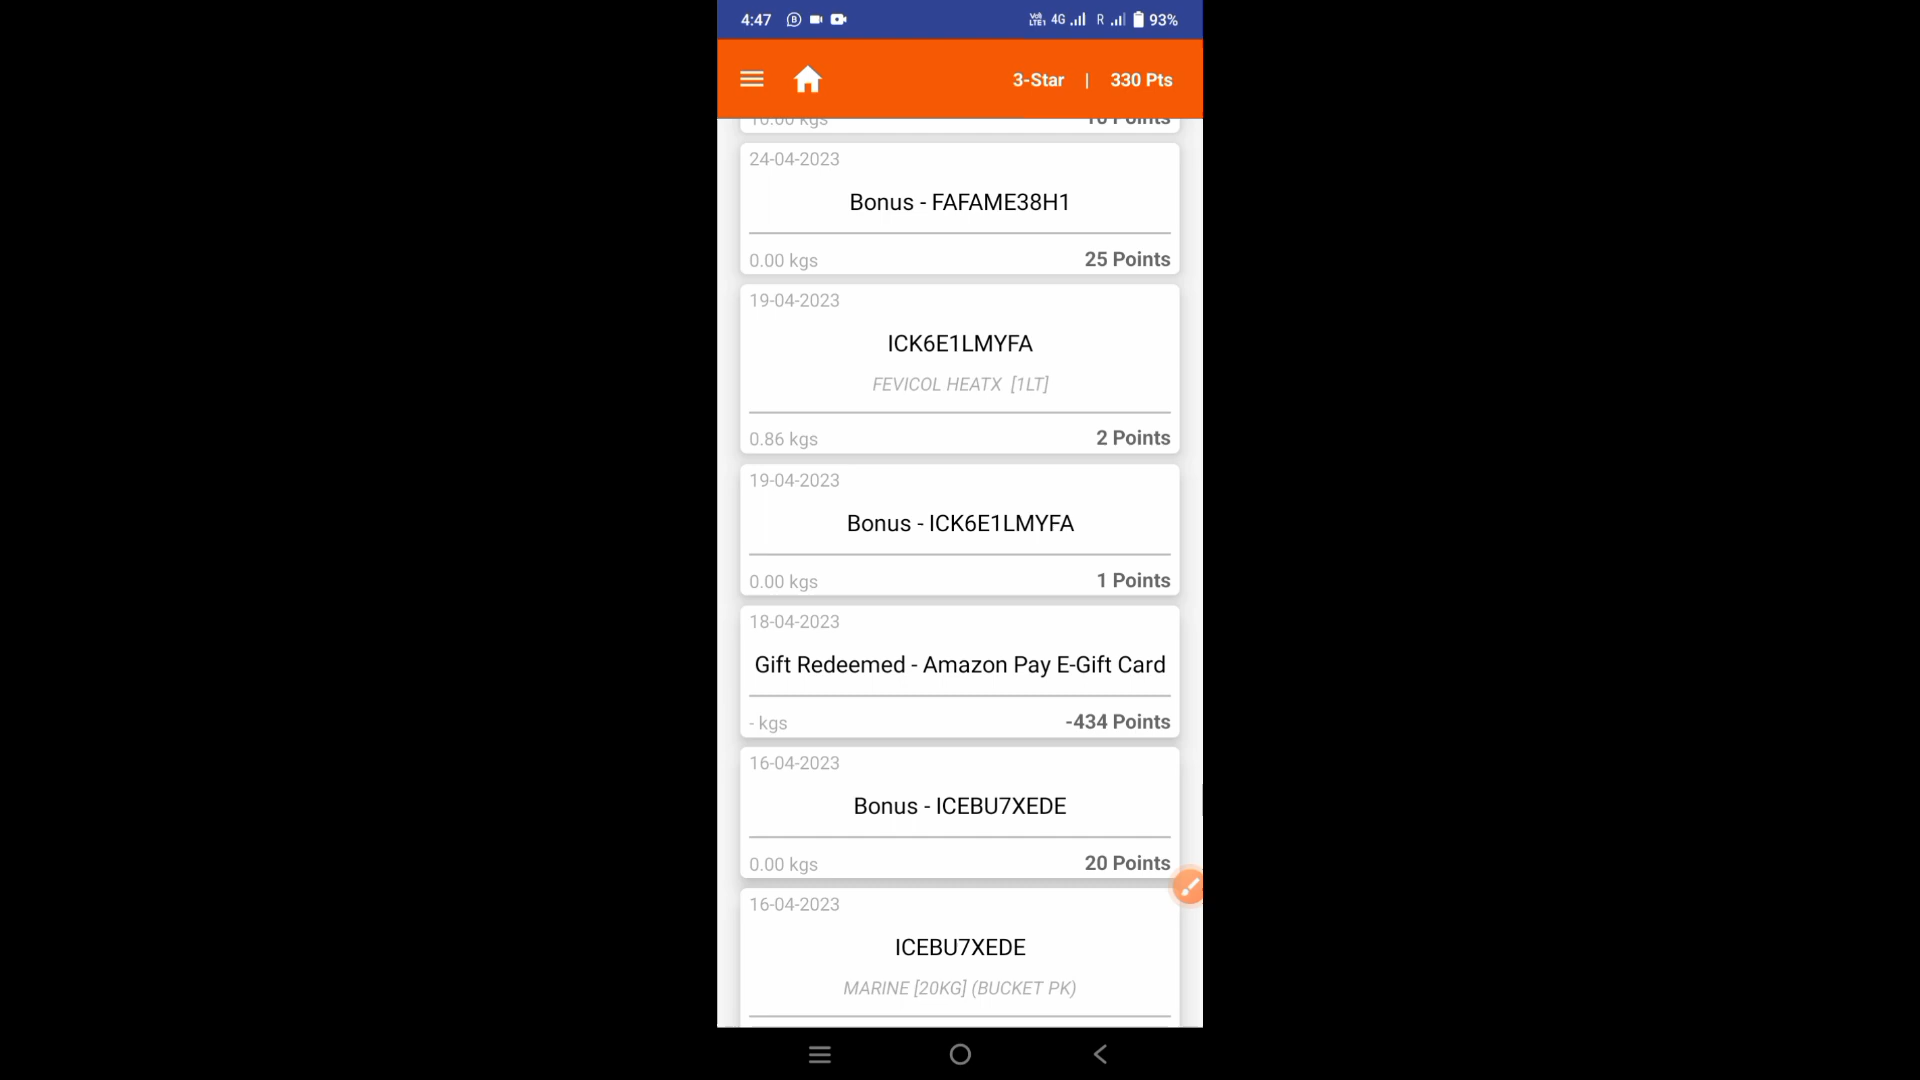 4:47 4G R 93%
3-Star | 330 Pts
10.00 kgs
24-04-2023
Bonus - FAFAME38H1
0.00 kgs 25 Points
19-04-2023
ICK6E1LMYFA
FEVICOL HEATX [1LT]
0.86 kgs 2 Points
19-04-2023
Bonus - ICK6E1LMYFA
0.00 kgs 1 Points
18-04-2023
Gift Redeemed - Amazon Pay E-Gift Card
- kgs -434 Points
16-04-2023
Bonus - ICEBU7XEDE
0.00 kgs 20 Points
16-04-2023
ICEBU7XEDE
MARINE [20KG] (BUCKET PK)